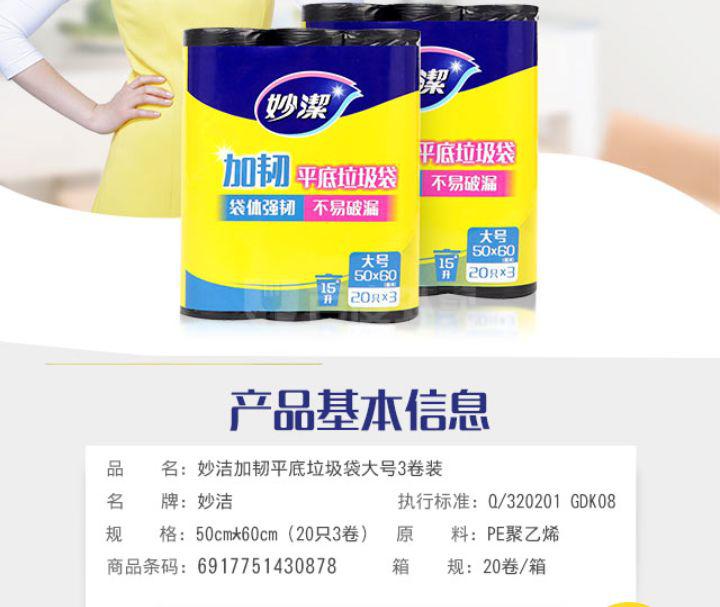 妙潔
加韧 平底垃圾袋
袋体强韧 不易破漏
大号
50×60
15升
20只×3
潔
平底垃圾袋
不易破漏
大号
50×60
15升
20只×3
产品基本信息
品 名：妙洁加韧平底垃圾袋大号3卷装
名 牌：妙洁 执行标准：Q/320201 GDK08
规 格：50cm*60cm（20只3卷） 原 料：PE聚乙烯
商品条码：6917751430878 箱 规：20卷/箱